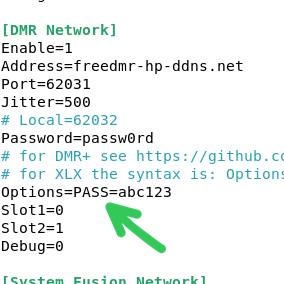 [DMR Network]
Enable=1
Address=freedmr-hp-ddns.net
Port=62031
Jitter=500
# Local=62032
Password=passw0rd
# for DMR+ see https://github.co
# for XLX the syntax is: Options
Options=PASS=abc123
Slot1=0
Slot2=1
Debug=0
[System Fusion Network]